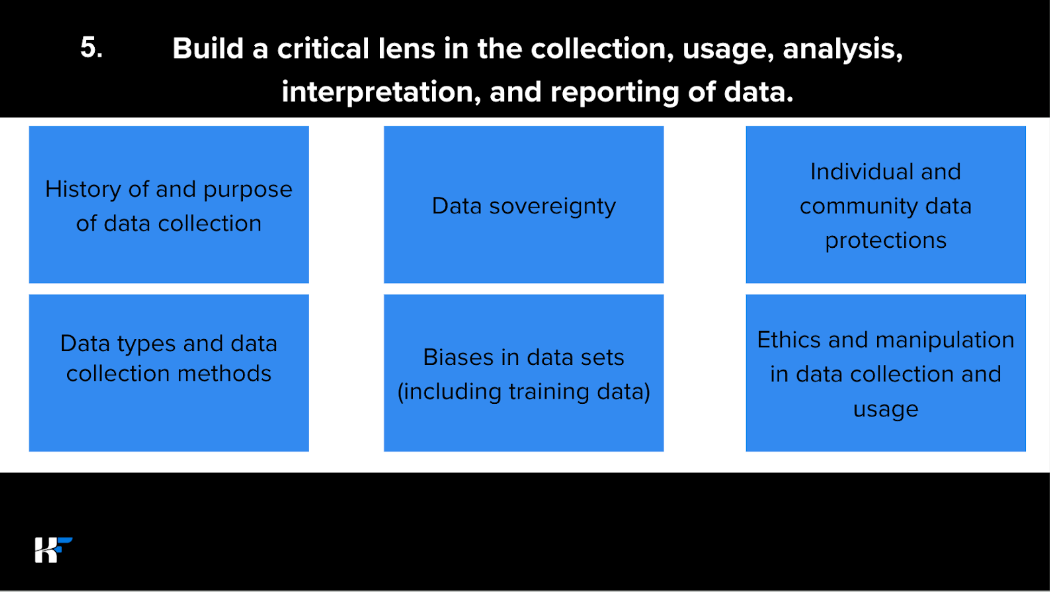 5.
Build a critical lens in the collection, usage, analysis,
interpretation, and reporting of data.
History of and purpose
of data collection
Data sovereignty
Individual and
community data
protections
Data types and data
collection methods
Biases in data sets
(including training data)
Ethics and manipulation
in data collection and
usage